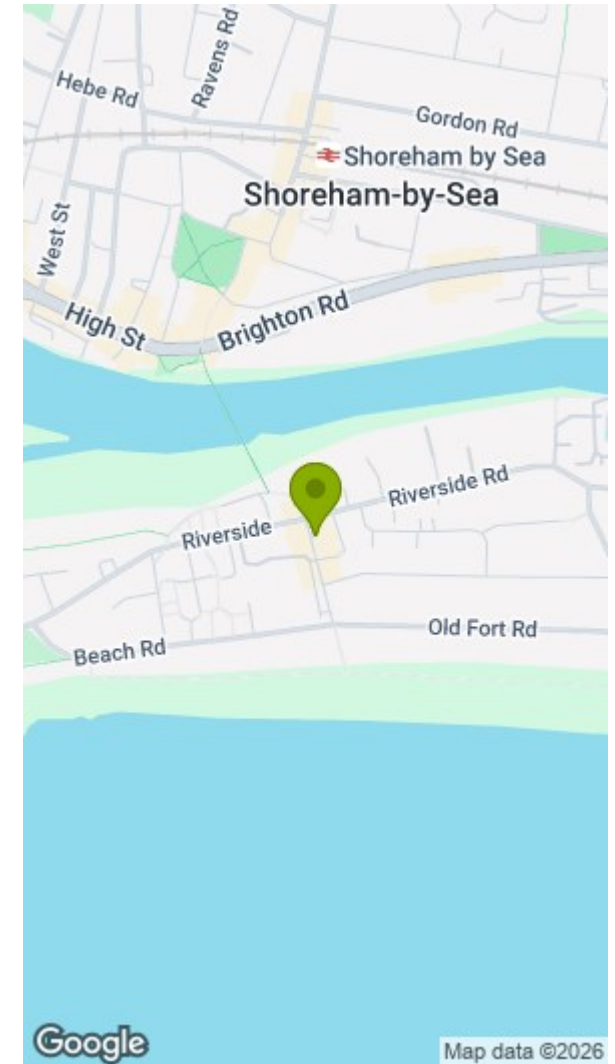 Hebe Rd
Ravens Rd
Gordon Rd
Shoreham by Sea
Shoreham-by-Sea
West St
High St
Brighton Rd
Riverside Rd
Riverside
Old Fort Rd
Beach Rd
Google
Map data ©2026